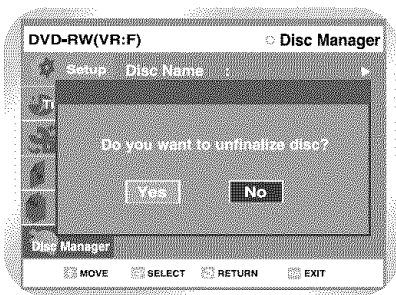 DVD-RW(VR:F) Disc Manager
Setup Disc Name :
Do you want to unfinalize disc?
Yes No
Disc Manager
MOVE SELECT RETURN EXIT